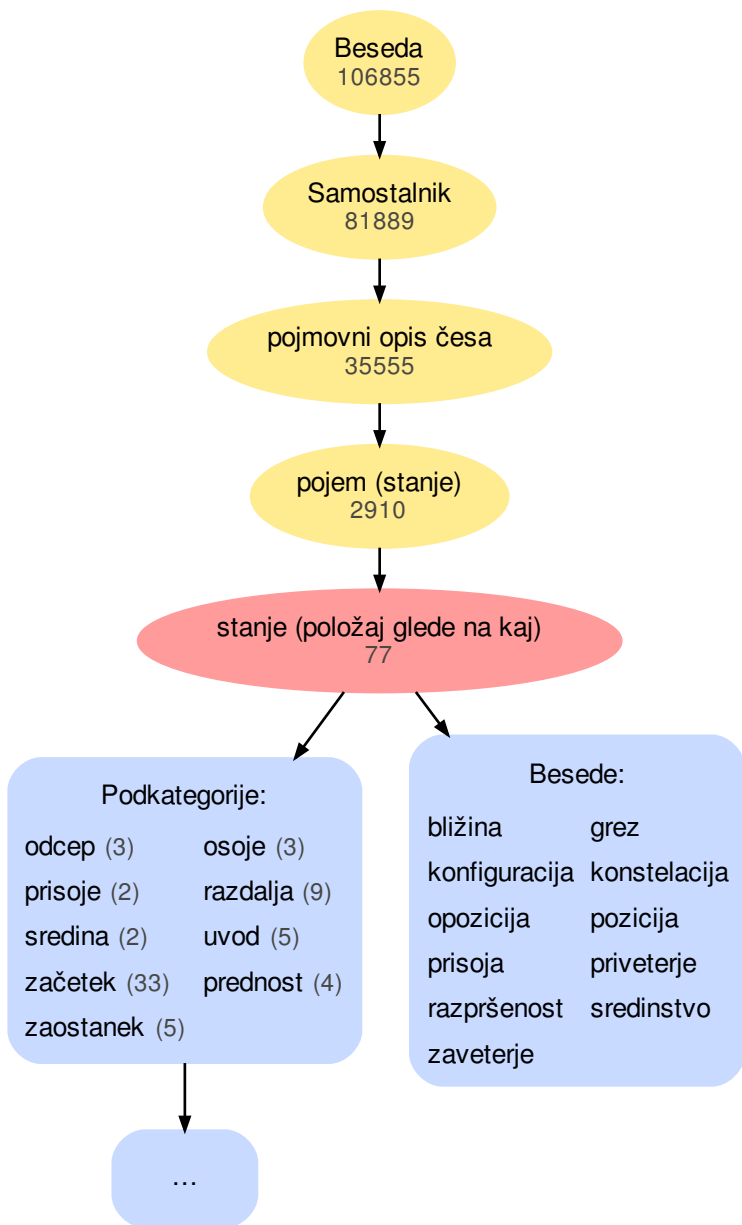 Beseda
106855
Samostalnik
81889
pojmovni opis česa
35555
pojem (stanje)
2910
stanje (položaj glede na kaj)
77
Podkategorije:
odcep (3) osoje (3)
prisoje (2) razdalja (9)
sredina (2) uvod (5)
začetek (33) prednost (4)
zaostanek (5)
Besede:
bližina grez
konfiguracija konstelacija
opozicija pozicija
prisoja priveterje
razpršenost sredinstvo
zaveterje
...